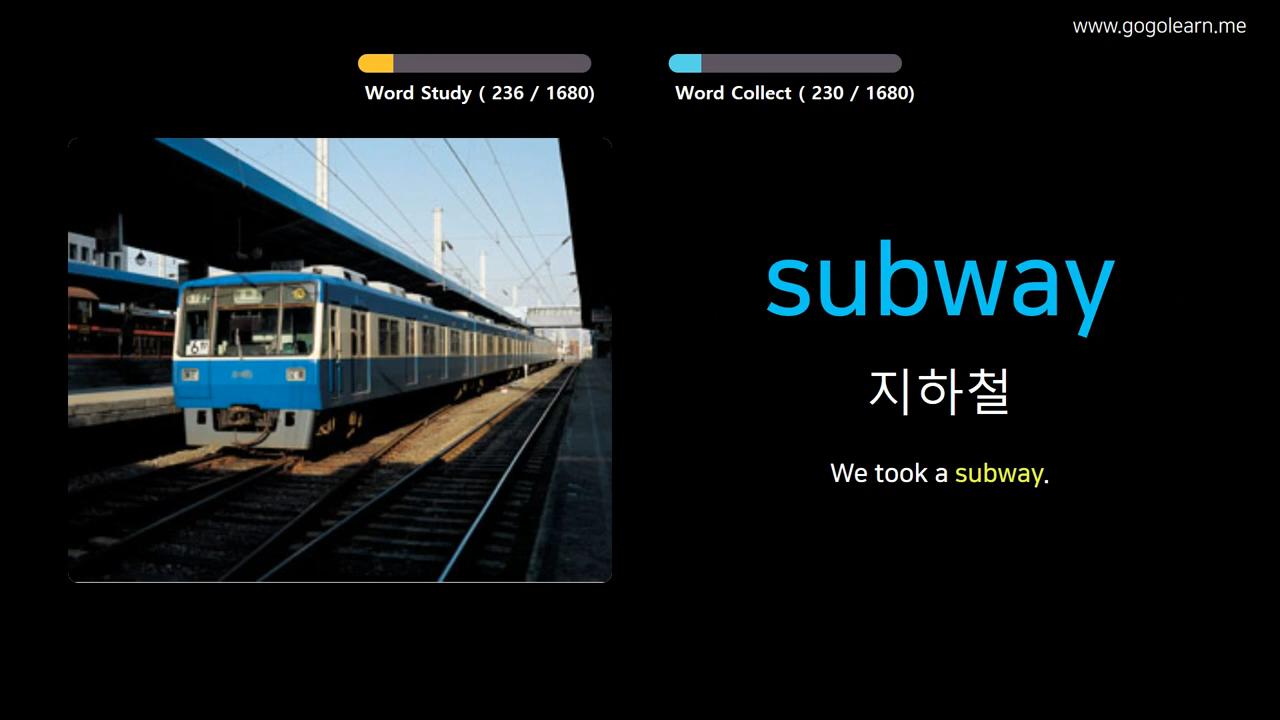 www.gogolearn.me
Word Study ( 236 / 1680)
Word Collect ( 230 / 1680)
subway
지하철
We took a subway.